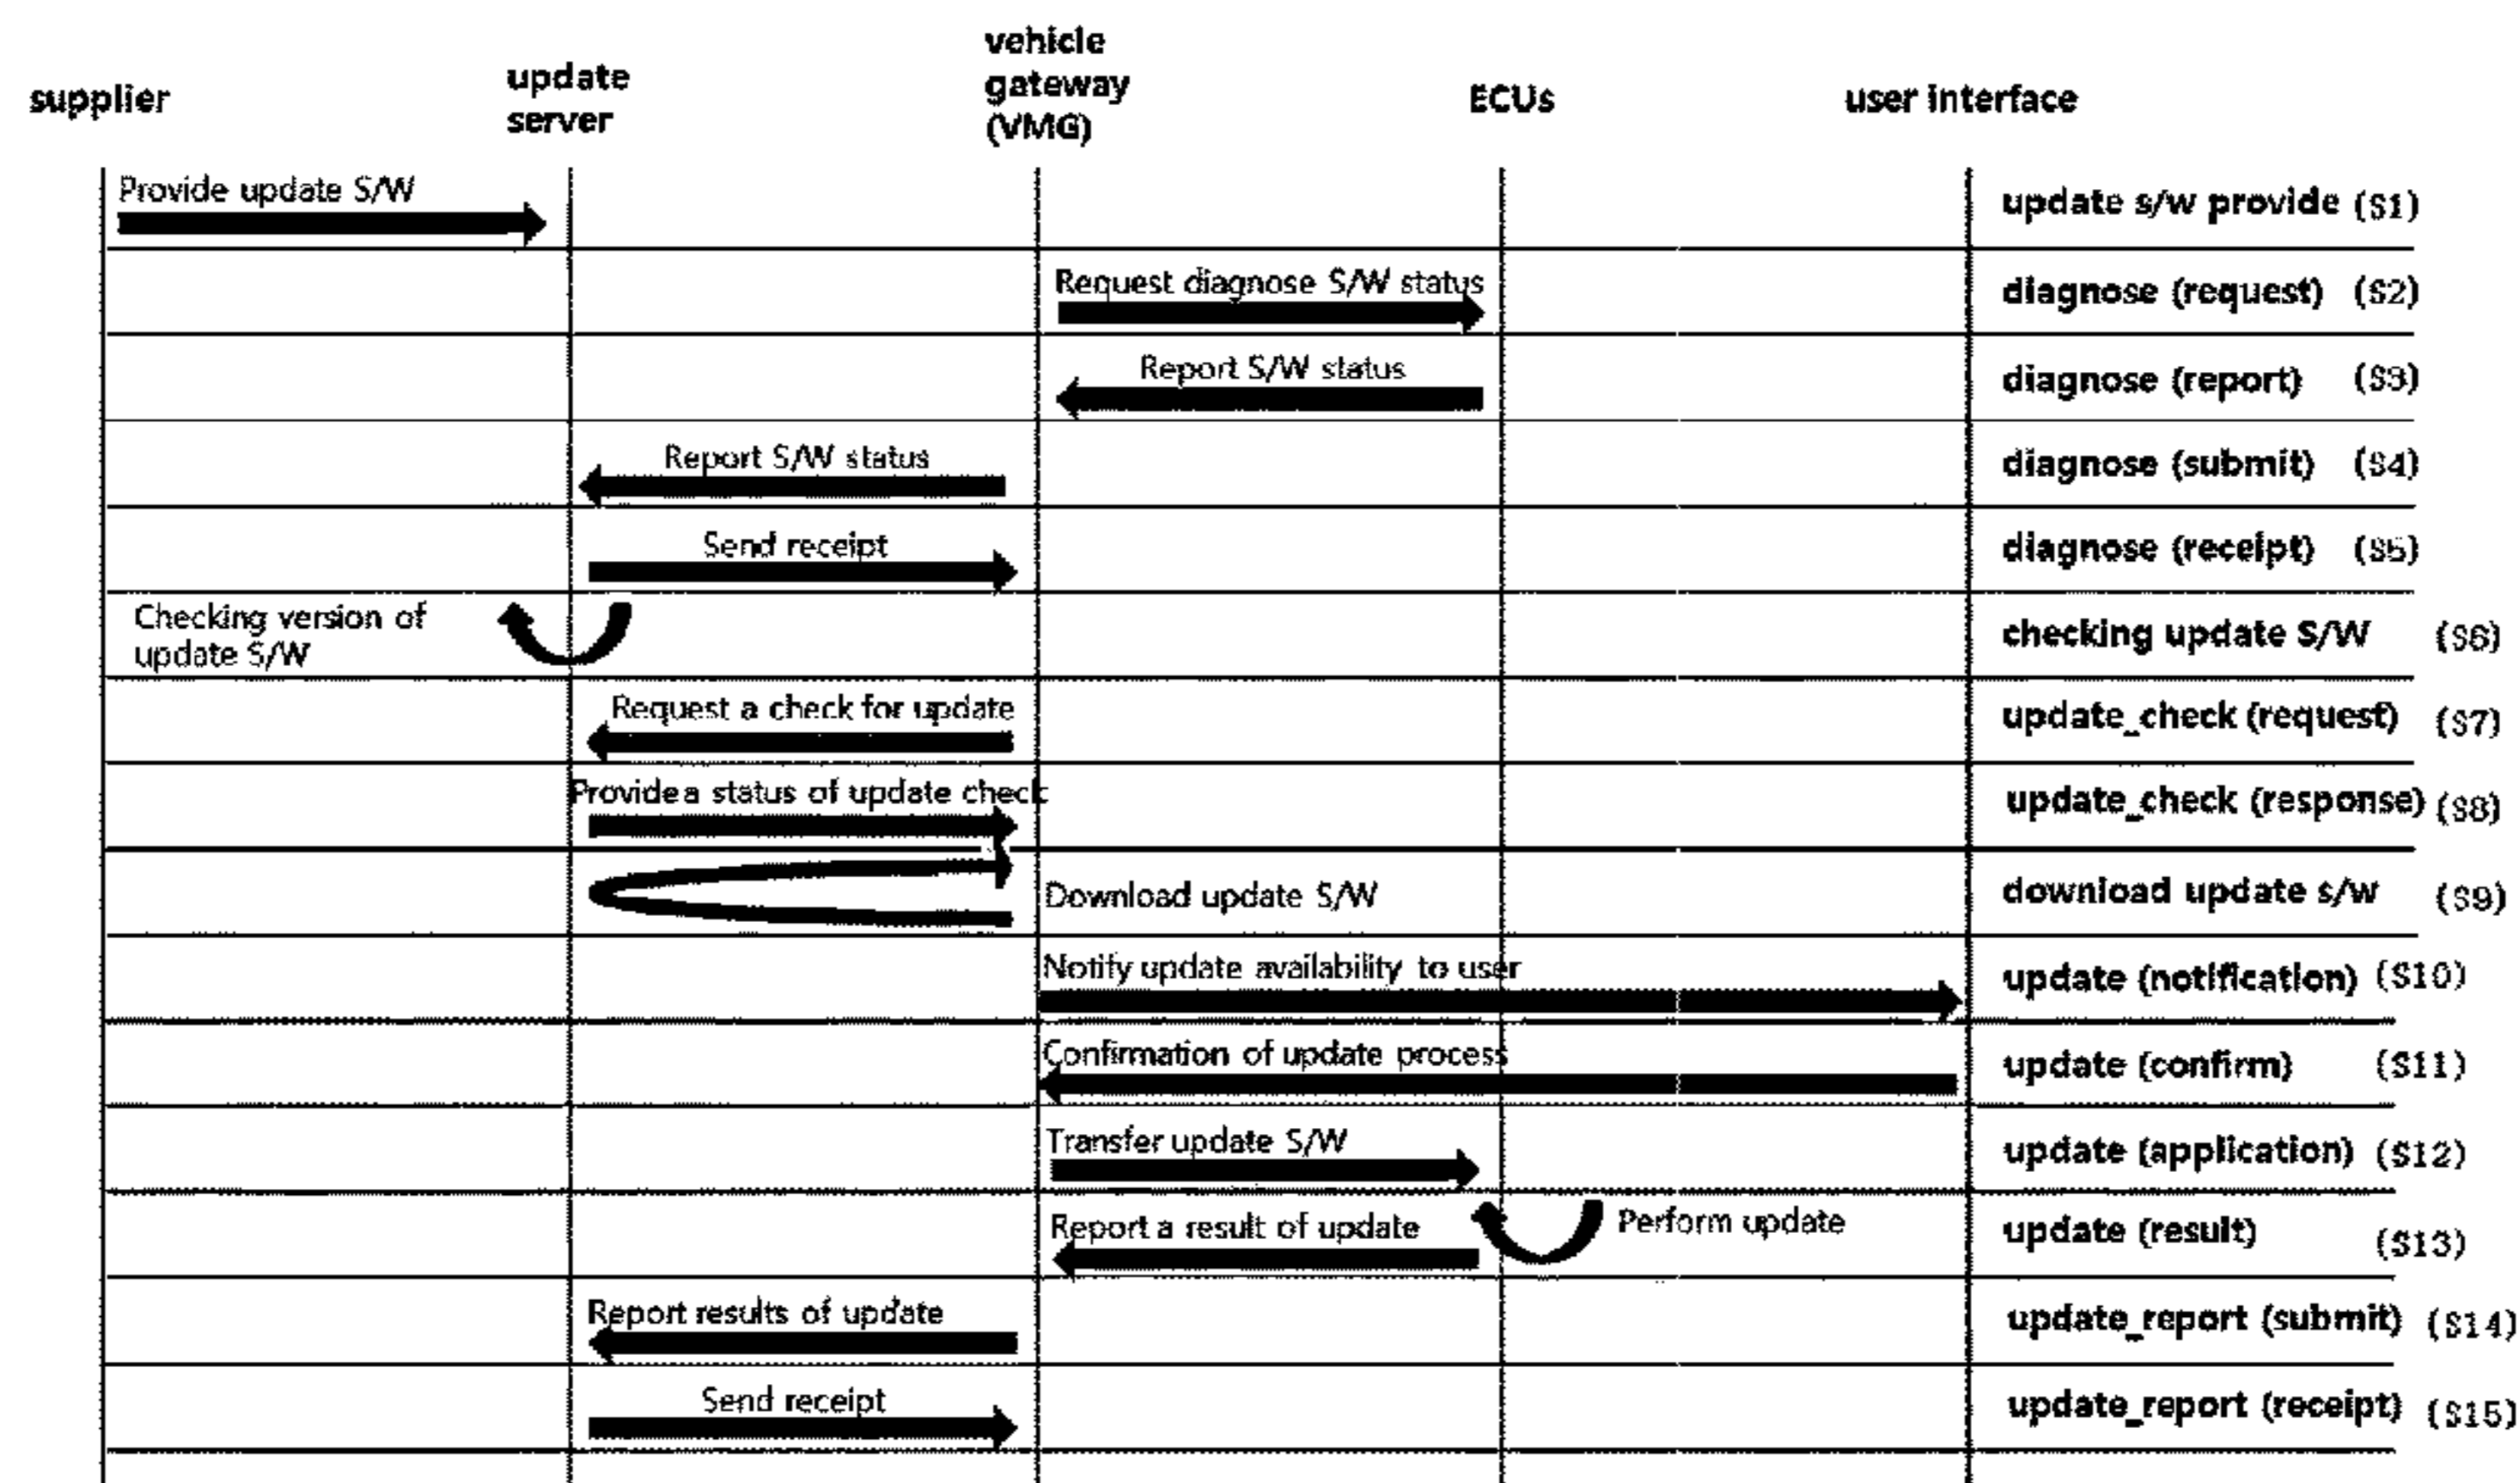 supplier
update
server
vehicle
gateway
(VMG)
ECUs
user interface
Provide update S/W
update s/w provide (S1)
Request diagnose S/W status
diagnose (request) (S2)
Report S/W status
diagnose (report) (S3)
Report S/W status
diagnose (submit) (S4)
Send receipt
diagnose (receipt) (S5)
Checking version of
update S/W
checking update S/W (S6)
Request a check for update
update_check (request) (S7)
Provide a status of update check
update_check (response) (S8)
Download update S/W
download update s/w (S9)
Notify update availability to user
update (notification) (S10)
Confirmation of update process
update (confirm) (S11)
Transfer update S/W
update (application) (S12)
Report a result of update
Perform update
update (result) (S13)
Report results of update
update_report (submit) (S14)
Send receipt
update_report (receipt) (S15)